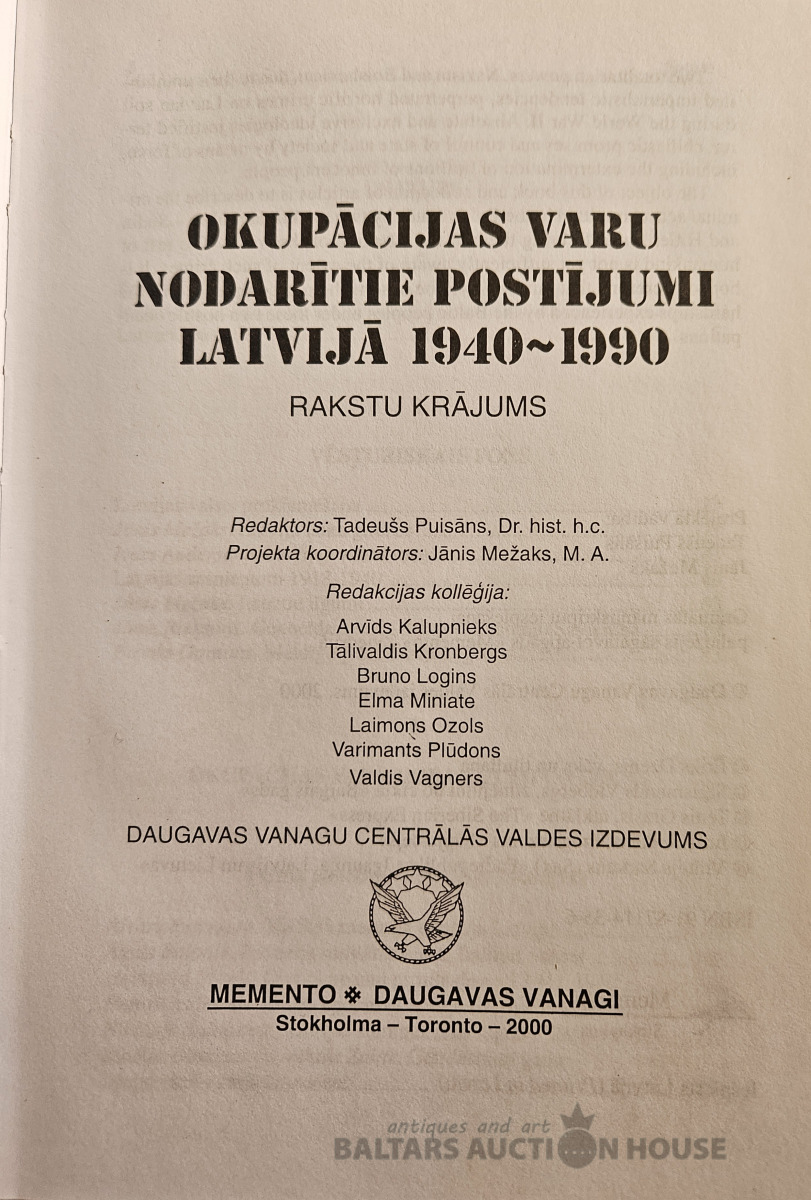 OKUPĀCIJAS VARU
NODARĪTIE POSTĪJUMI
LATVIJĀ 1940~1990
RAKSTU KRĀJUMS
Redaktors: Tadeušs Puisāns, Dr. hist. h.c.
Projekta koordinātors: Jānis Mežaks, M. A.
Redakcijas kollēģija:
Arvīds Kalupnieks
Tālivaldis Kronbergs
Bruno Logins
Elma Miniate
Laimoņs Ozols
Varimants Plūdons
Valdis Vagners
DAUGAVAS VANAGU CENTRĀLĀS VALDES IZDEVUMS
MEMENTO DAUGAVAS VANAGI
Stokholma – Toronto – 2000
antiques and art
BALTARS AUCTION HOUSE